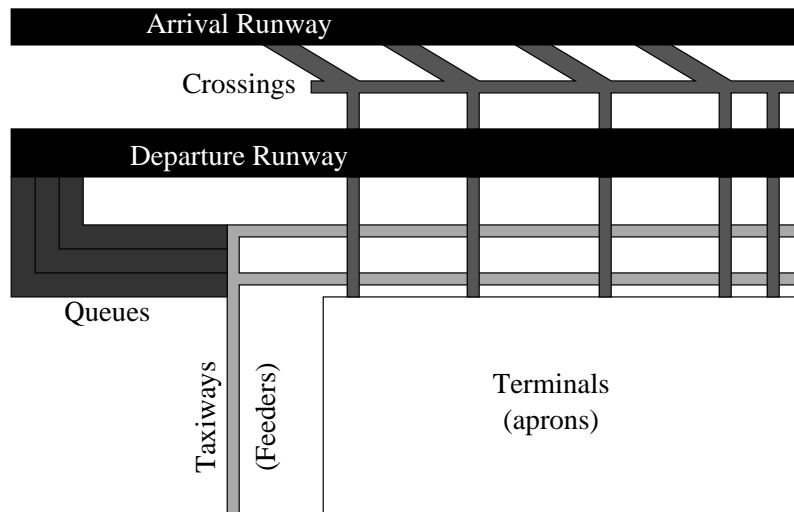 Arrival Runway
Crossings
Departure Runway
Queues
Taxiways
(Feeders)
Terminals
(aprons)